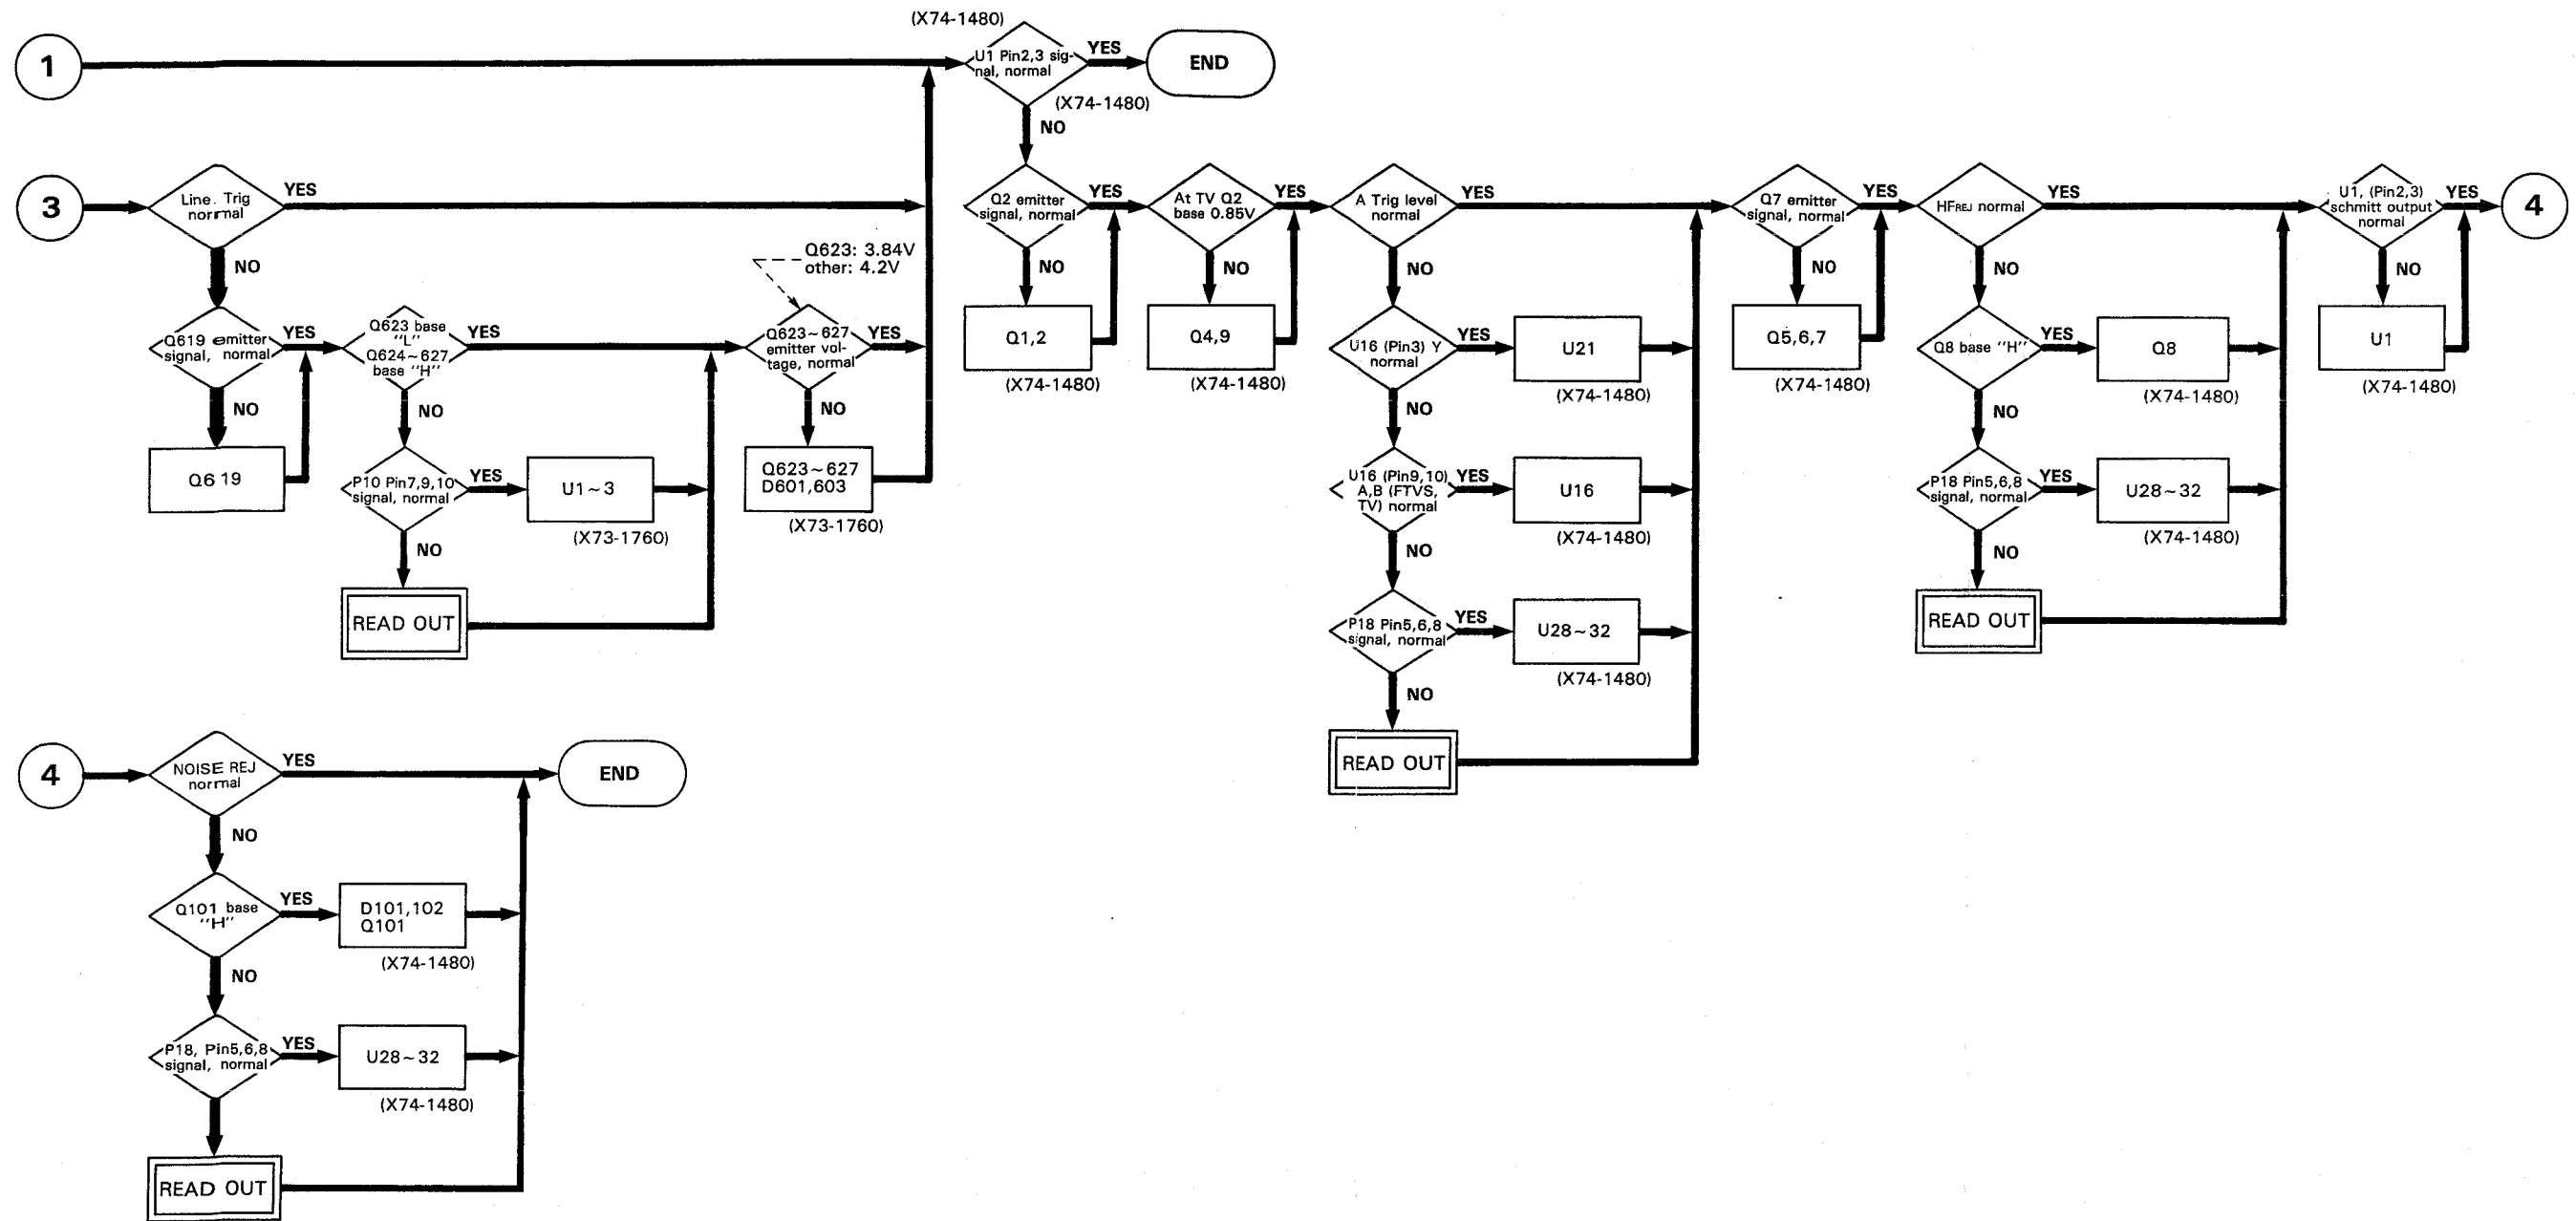 (X74-1480)
1
U1 Pin2,3 sig-
nal, normal
YES
END
(X74-1480)
NO
3
Line. Trig
normal
YES
NO
Q619 emitter
signal, normal
YES
NO
Q6 19
Q623 base
"L"
Q624~627
base "H"
YES
NO
P10 Pin7,9,10
signal, normal
YES
U1~3
(X73-1760)
NO
READ OUT
Q623: 3.84V
other: 4.2V
Q623~627
emitter vol-
tage, normal
YES
NO
Q623~627
D601,603
(X73-1760)
Q2 emitter
signal, normal
YES
NO
Q1,2
(X74-1480)
At TV Q2
base 0.85V
YES
NO
Q4,9
(X74-1480)
A Trig level
normal
YES
NO
U16 (Pin3) Y
normal
YES
U21
(X74-1480)
NO
U16 (Pin9,10)
A,B (FTVS,
TV) normal
YES
U16
(X74-1480)
NO
P18 Pin5,6,8
signal, normal
YES
U28~32
(X74-1480)
NO
READ OUT
Q7 emitter
signal, normal
YES
NO
Q5,6,7
(X74-1480)
HFREJ normal
YES
NO
Q8 base "H"
YES
Q8
(X74-1480)
NO
P18 Pin5,6,8
signal, normal
YES
U28~32
(X74-1480)
NO
READ OUT
U1, (Pin2,3)
schmitt output
normal
YES
4
NO
U1
(X74-1480)
4
NOISE REJ
normal
YES
END
NO
Q101 base
"H"
YES
D101,102
Q101
(X74-1480)
NO
P18, Pin5,6,8
signal, normal
YES
U28~32
(X74-1480)
READ OUT